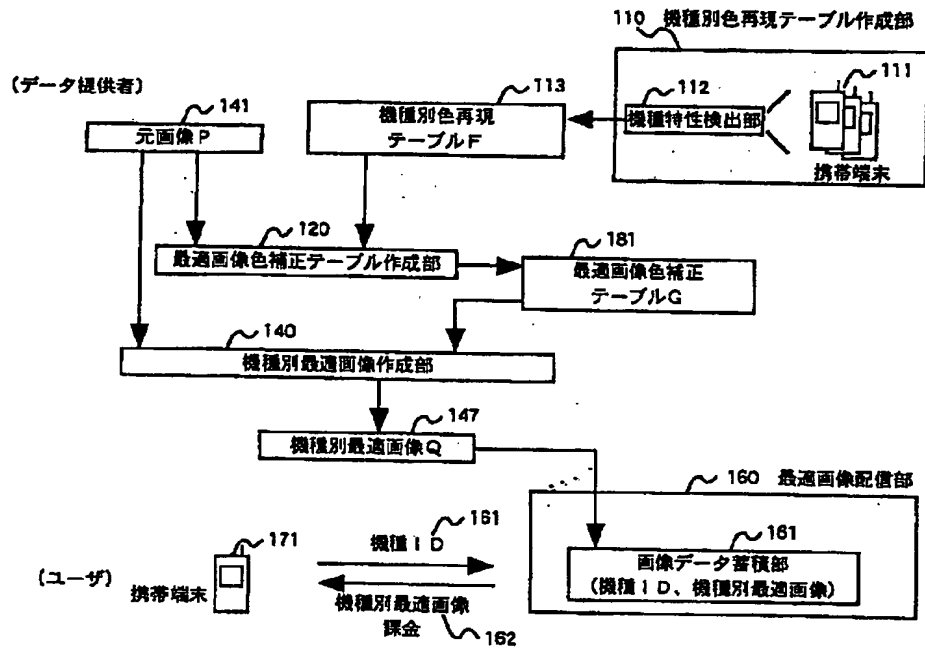 110 機種別色再現テーブル作成部
(データ提供者)
141
元画像P
113
機種別色再現
テーブルF
112
機種特性検出部
111
携帯端末
120
最適画像色補正テーブル作成部
181
最適画像色補正
テーブルG
140
機種別最適画像作成部
147
機種別最適画像Q
160 最適画像配信部
161
画像データ蓄積部
(機種ID、機種別最適画像)
161
機種ID
171
(ユーザ)
携帯端末
機種別最適画像
課金
162